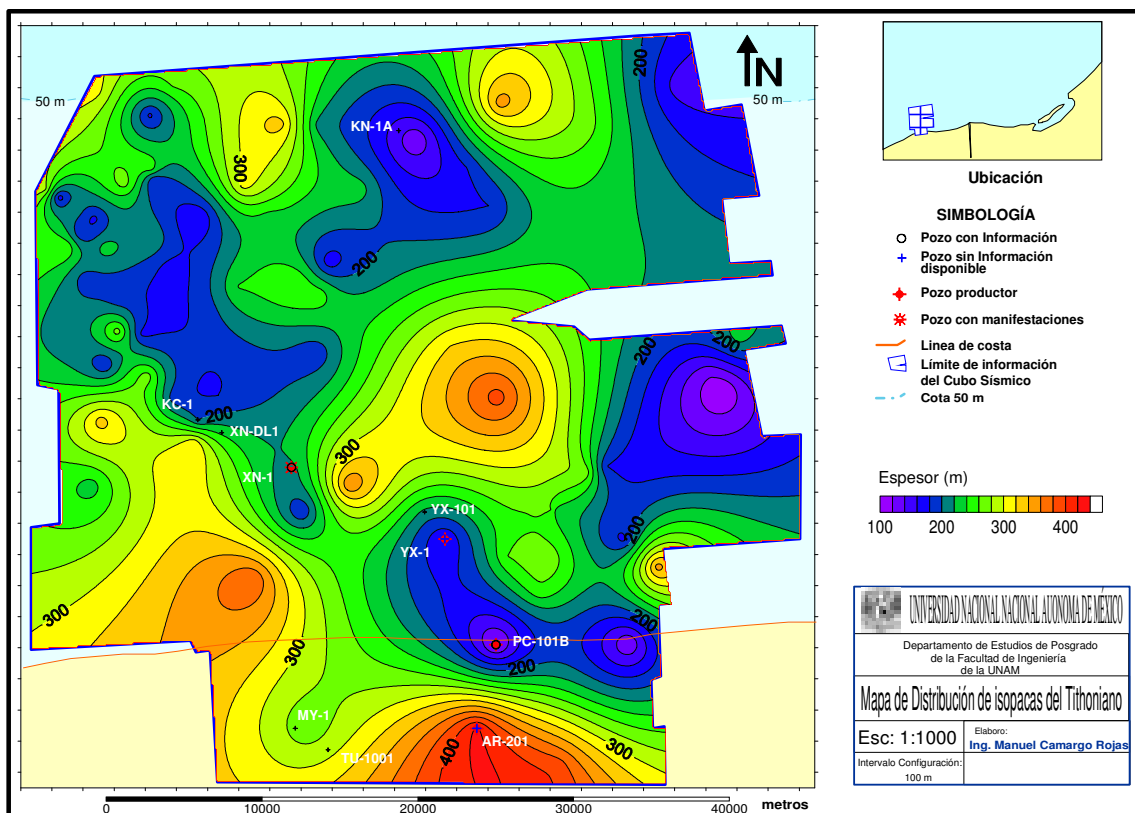 N
50 m
50 m
200
KN-1A
300
200
200
200
KC-1
200
XN-DL1
300
XN-1
YX-101
200
YX-1
200
PC-101B
200
300
300
MY-1
AR-201
300
TU-1001
400
0 10000 20000 30000 40000
metros
Ubicación
SIMBOLOGÍA
Pozo con Información
Pozo sin Información
disponible
Pozo productor
Pozo con manifestaciones
Linea de costa
Límite de información
del Cubo Sísmico
Cota 50 m
Espesor (m)
100 200 300 400
UNIVERSIDAD NACIONAL NACIONAL AUTONOMA DE MÉXICO
Departamento de Estudios de Posgrado
de la Facultad de Ingeniería
de la UNAM
Mapa de Distribución de isopacas del Tithoniano
Esc: 1:1000
Elaboro:
Ing. Manuel Camargo Rojas
Intervalo Configuración:
100 m